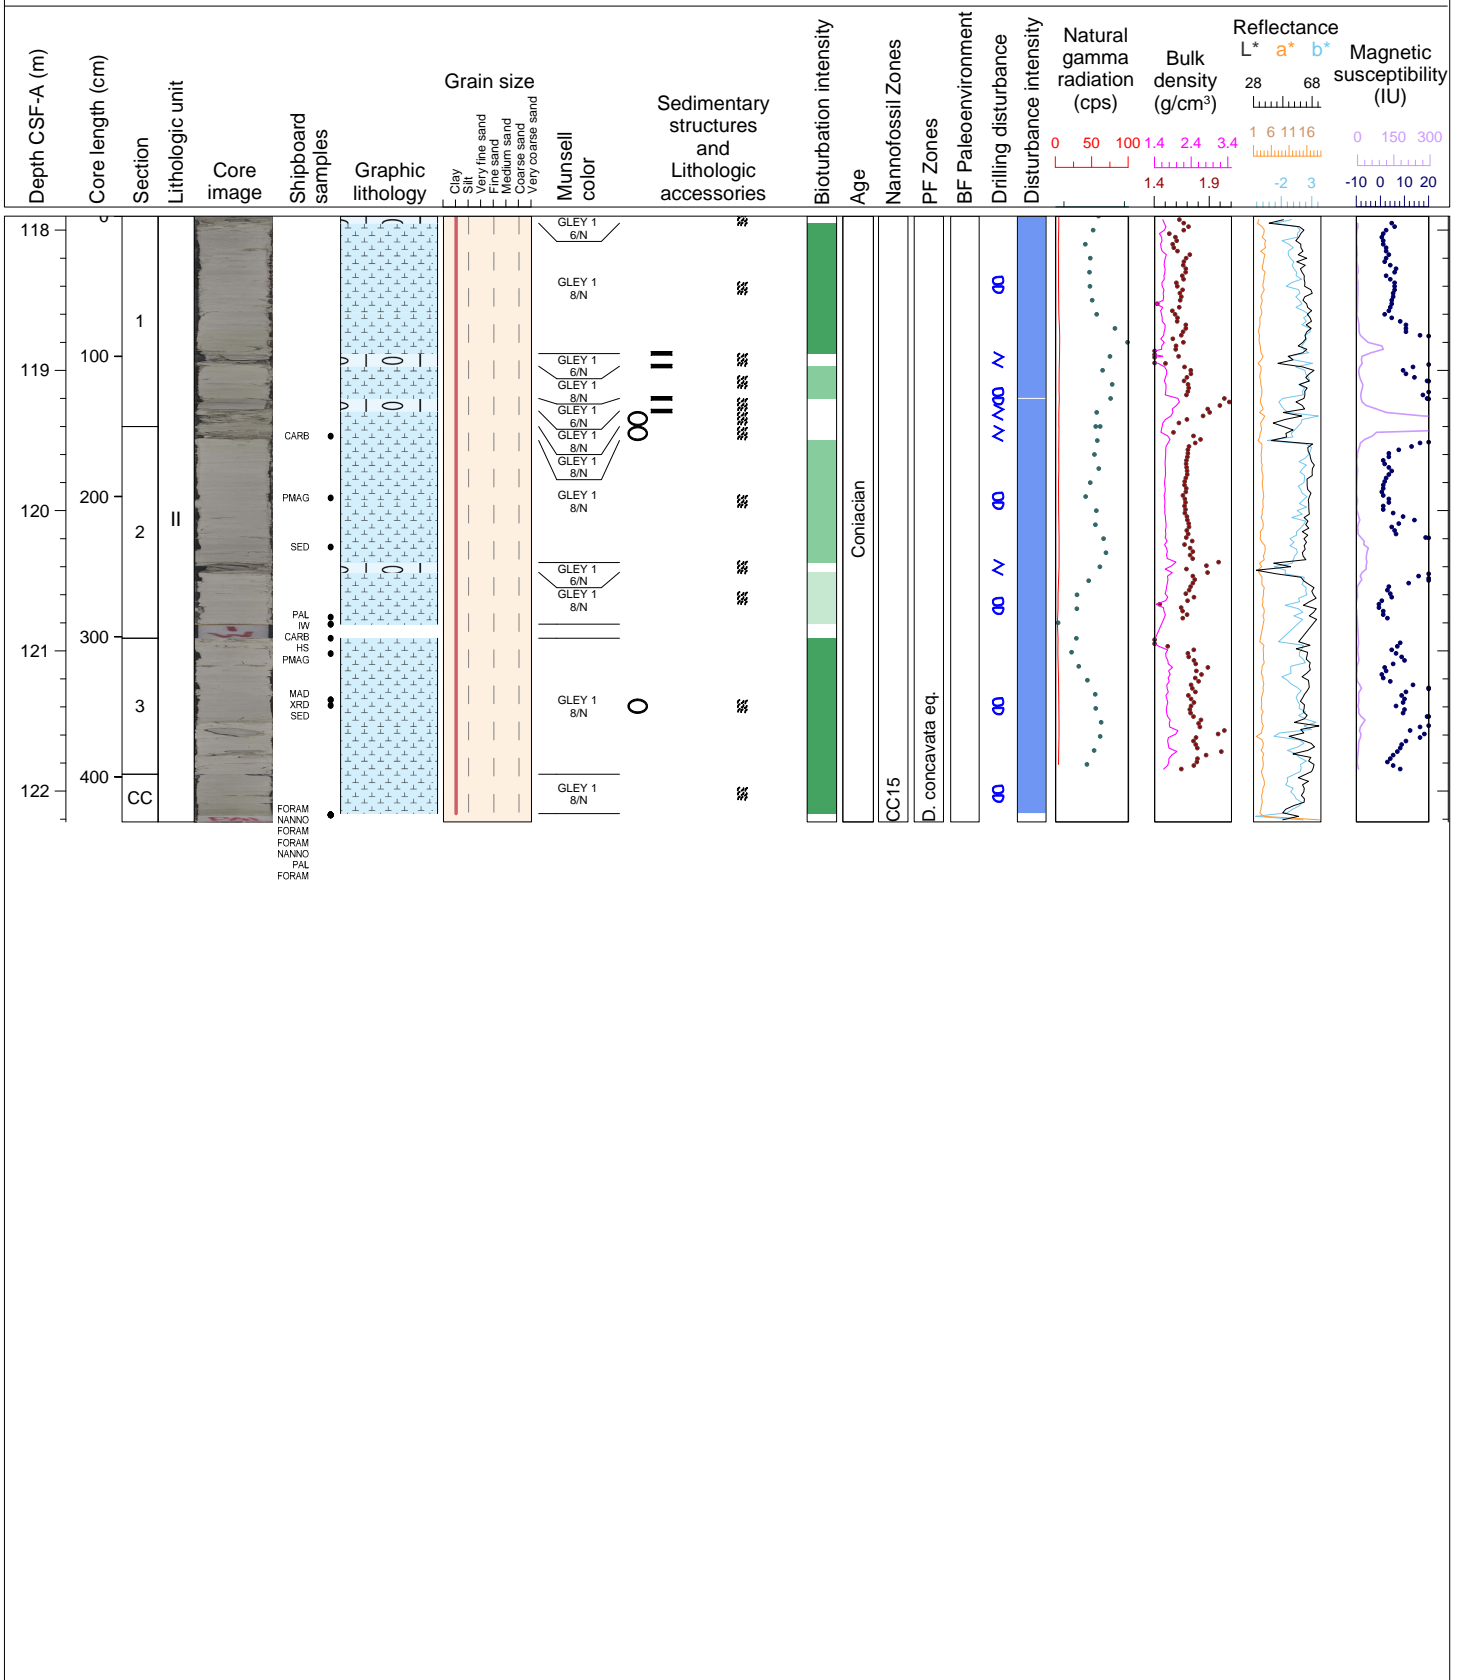 Depth CSF-A (m)
Core length (cm)
Section
Lithologic unit
Core
image
Shipboard
samples
Graphic
lithology
Grain size
Clay
Silt
Very fine sand
Fine sand
Medium sand
Coarse sand
Very coarse sand
Munsell
color
Sedimentary
structures
and
Lithologic
accessories
Bioturbation intensity
Age
Nannofossil Zones
PF Zones
BF Paleoenvironment
Drilling disturbance
Disturbance intensity
Natural
gamma
radiation
(cps)
0 50 100
Bulk
density
(g/cm³)
1.4 2.4 3.4
1.4 1.9
Reflectance
L* a* b*
28 68
1 6 11 16
-2 3
Magnetic
susceptibility
(IU)
0 150 300
-10 0 10 20
118
119
120
121
122
0
100
200
300
400
1
2
3
CC
II
CARB
PMAG
SED
PAL
IW
CARB
HS
PMAG
MAD
XRD
SED
FORAM
NANNO
FORAM
FORAM
NANNO
PAL
FORAM
GLEY 1
6/N
GLEY 1
8/N
GLEY 1
6/N
GLEY 1
8/N
GLEY 1
6/N
GLEY 1
8/N
GLEY 1
8/N
GLEY 1
8/N
GLEY 1
6/N
GLEY 1
8/N
GLEY 1
8/N
GLEY 1
8/N
Coniacian
CC15
D. concavata eq.